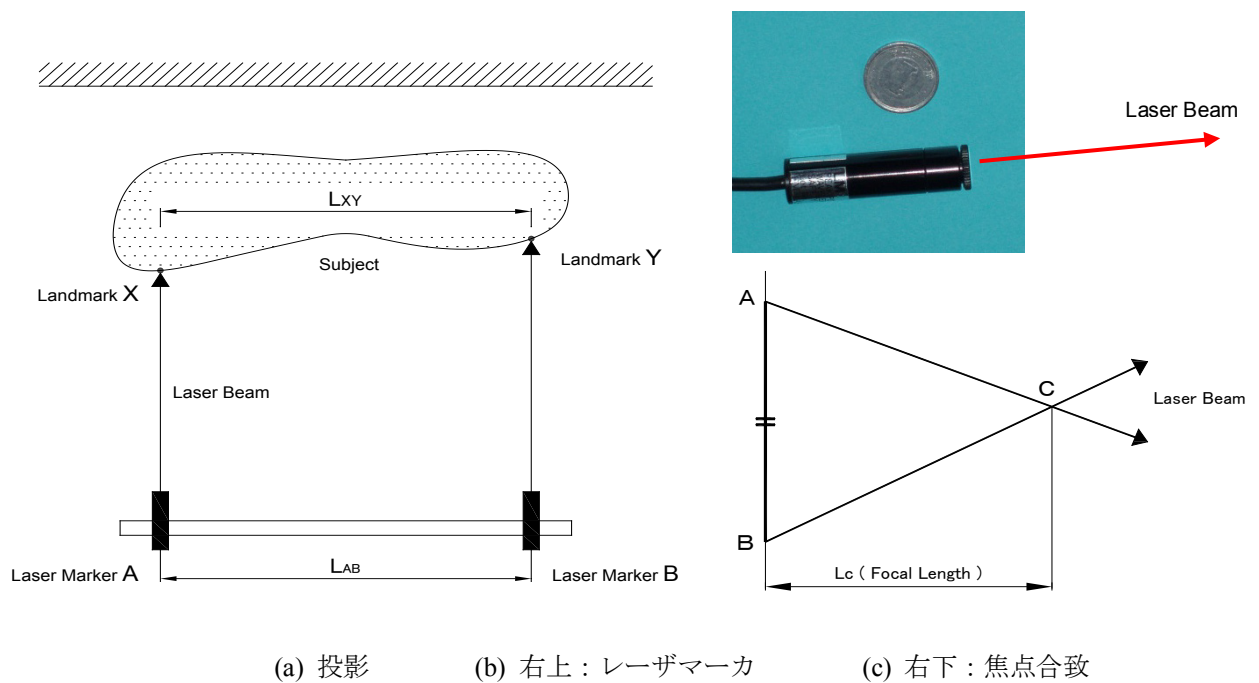 LXY
Subject
Landmark X
Landmark Y
Laser Beam
Laser Marker A
LAB
Laser Marker B
Laser Beam
A
B
C
Laser Beam
Lc ( Focal Length )
(a) 投影 (b) 右上：レーザマーカ (c) 右下：焦点合致